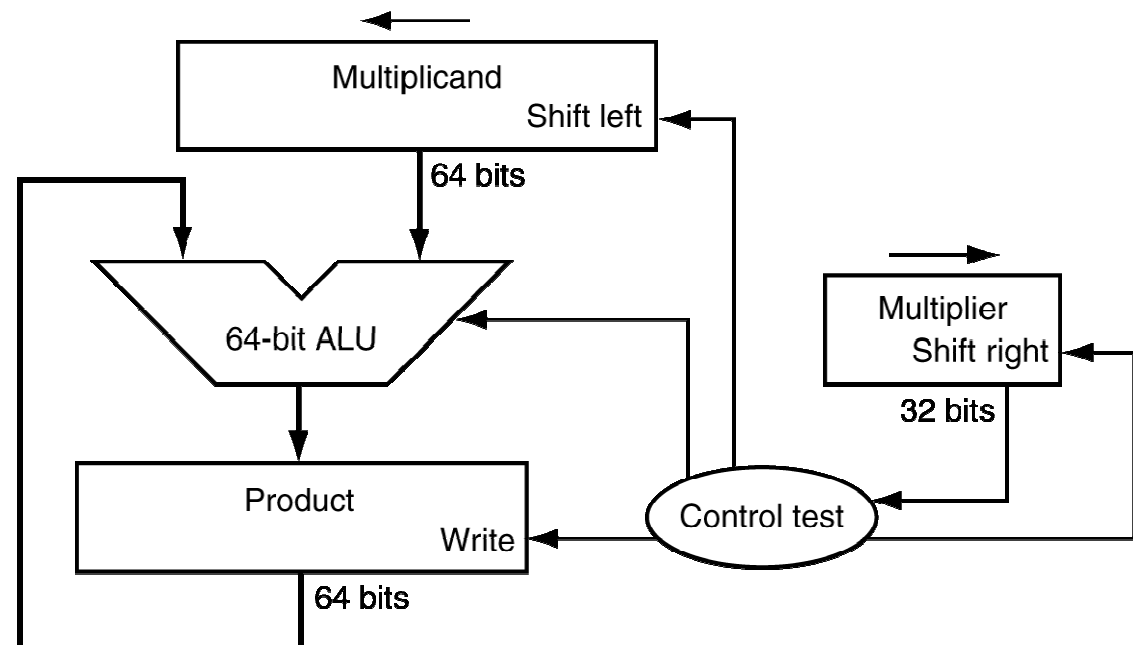 Multiplicand
Shift left
64 bits
64-bit ALU
Multiplier
Shift right
32 bits
Product
Write
Control test
64 bits